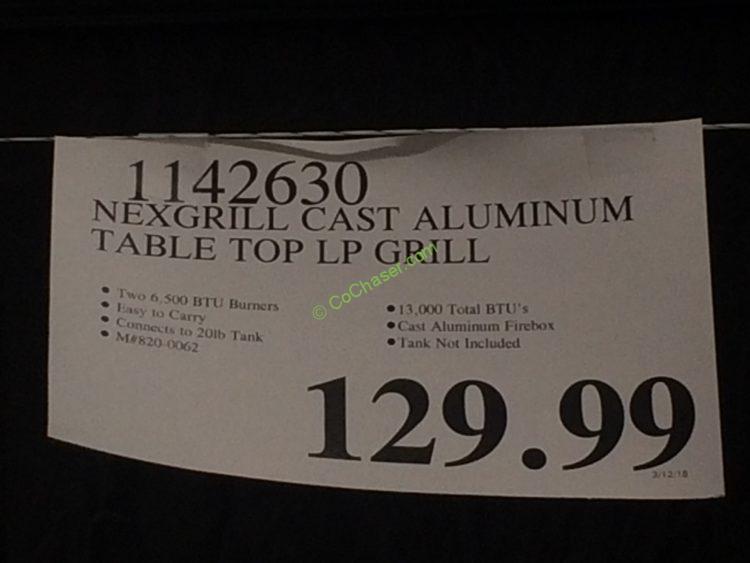 1142630
NEXGRILL CAST ALUMINUM
TABLE TOP LP GRILL
© CoChaser.com
• Two 6,500 BTU Burners
• Easy to Carry
• Connects to 20lb Tank
• M#820-0062
• 13,000 Total BTU's
• Cast Aluminum Firebox
• Tank Not Included
129.99
3/12/18